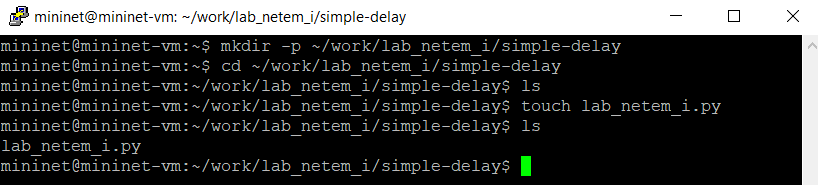 mininet@mininet-vm: ~/work/lab_netem_i/simple-delay
mininet@mininet-vm:~$ mkdir -p ~/work/lab_netem_i/simple-delay
mininet@mininet-vm:~$ cd ~/work/lab_netem_i/simple-delay
mininet@mininet-vm:~/work/lab_netem_i/simple-delay$ ls
mininet@mininet-vm:~/work/lab_netem_i/simple-delay$ touch lab_netem_i.py
mininet@mininet-vm:~/work/lab_netem_i/simple-delay$ ls
lab_netem_i.py
mininet@mininet-vm:~/work/lab_netem_i/simple-delay$